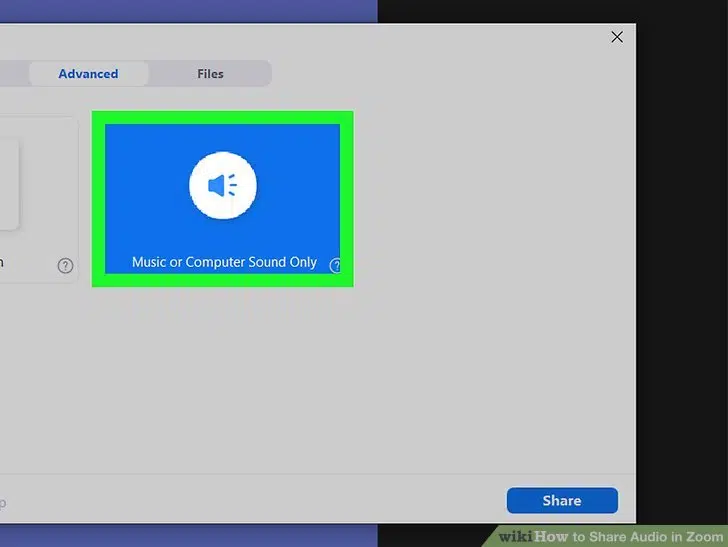 Advanced
Files
Music or Computer Sound Only
?
?
Share
wikiHow to Share Audio in Zoom